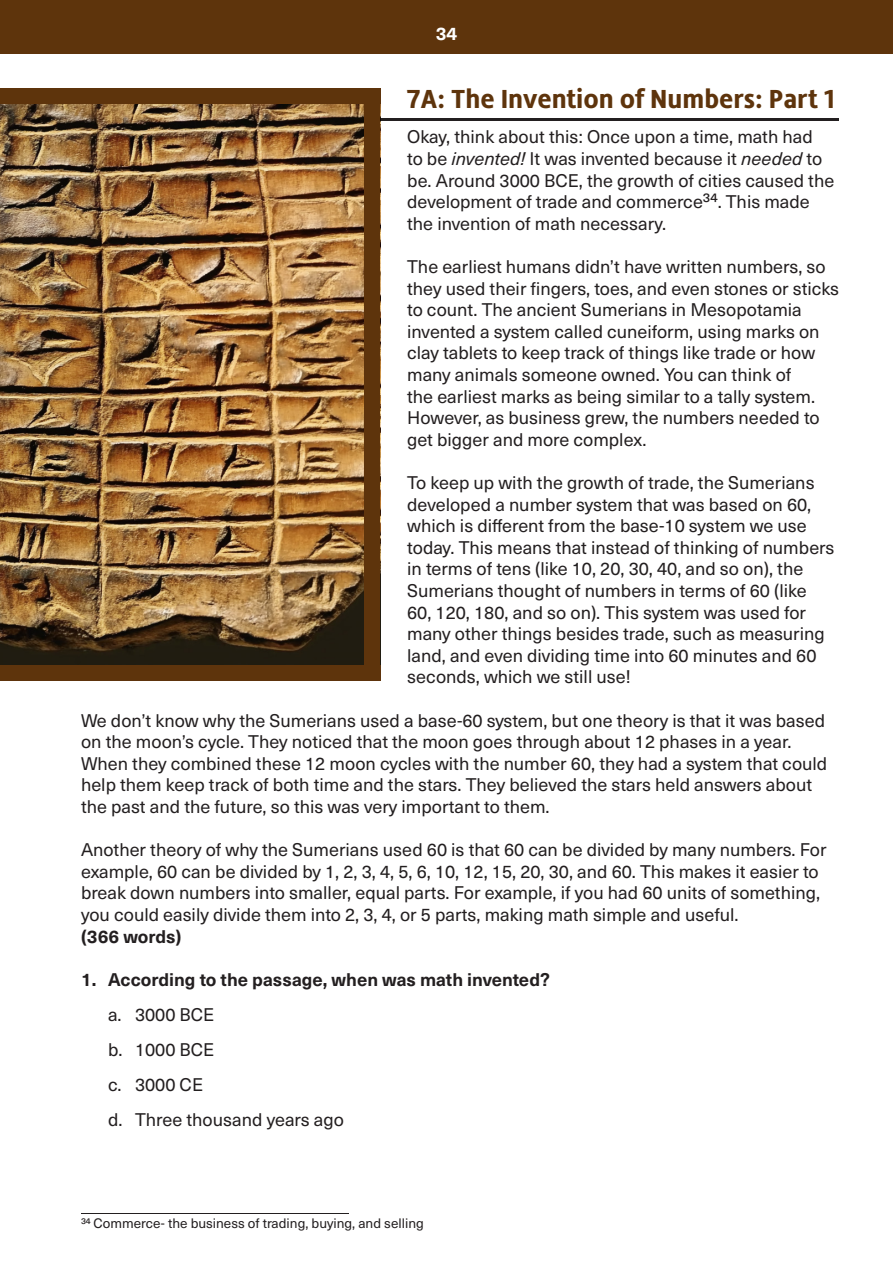 34
7A: The Invention of Numbers: Part 1
Okay, think about this: Once upon a time, math had
to be invented! It was invented because it needed to
be. Around 3000 BCE, the growth of cities caused the
development of trade and commerce³⁴. This made
the invention of math necessary.
The earliest humans didn't have written numbers, so
they used their fingers, toes, and even stones or sticks
to count. The ancient Sumerians in Mesopotamia
invented a system called cuneiform, using marks on
clay tablets to keep track of things like trade or how
many animals someone owned. You can think of
the earliest marks as being similar to a tally system.
However, as business grew, the numbers needed to
get bigger and more complex.
To keep up with the growth of trade, the Sumerians
developed a number system that was based on 60,
which is different from the base-10 system we use
today. This means that instead of thinking of numbers
in terms of tens (like 10, 20, 30, 40, and so on), the
Sumerians thought of numbers in terms of 60 (like
60, 120, 180, and so on). This system was used for
many other things besides trade, such as measuring
land, and even dividing time into 60 minutes and 60
seconds, which we still use!
We don't know why the Sumerians used a base-60 system, but one theory is that it was based
on the moon's cycle. They noticed that the moon goes through about 12 phases in a year.
When they combined these 12 moon cycles with the number 60, they had a system that could
help them keep track of both time and the stars. They believed the stars held answers about
the past and the future, so this was very important to them.
Another theory of why the Sumerians used 60 is that 60 can be divided by many numbers. For
example, 60 can be divided by 1, 2, 3, 4, 5, 6, 10, 12, 15, 20, 30, and 60. This makes it easier to
break down numbers into smaller, equal parts. For example, if you had 60 units of something,
you could easily divide them into 2, 3, 4, or 5 parts, making math simple and useful.
(366 words)
1. According to the passage, when was math invented?
a. 3000 BCE
b. 1000 BCE
c. 3000 CE
d. Three thousand years ago
³⁴ Commerce- the business of trading, buying, and selling